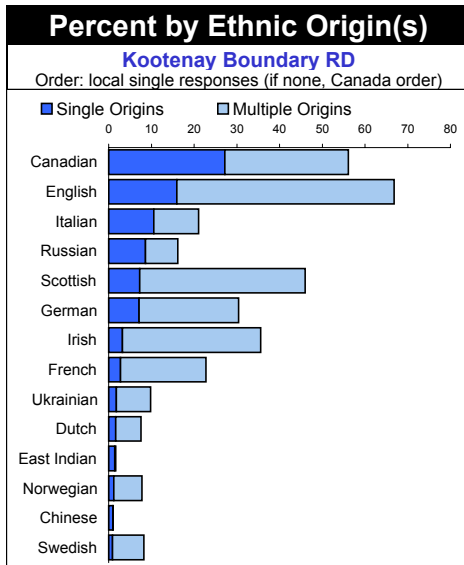 Percent by Ethnic Origin(s)
Kootenay Boundary RD
Order: local single responses (if none, Canada order)
Single Origins Multiple Origins
0 10 20 30 40 50 60 70 80
Canadian
English
Italian
Russian
Scottish
German
Irish
French
Ukrainian
Dutch
East Indian
Norwegian
Chinese
Swedish